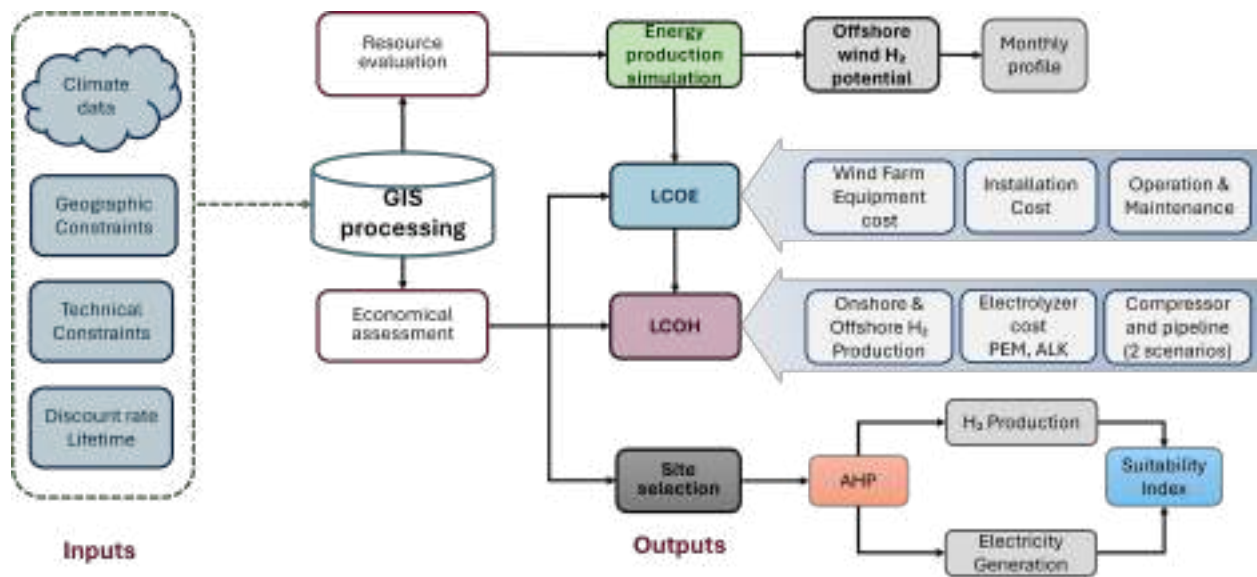 Climate
data
Geographic
Constraints
Technical
Constraints
Discount rate
Lifetime
Inputs
Resource
evaluation
GIS
processing
Economical
assessment
Energy
production
simulation
Offshore
wind H₂
potential
Monthly
profile
LCOE
Wind Farm
Equipment
cost
Installation
Cost
Operation &
Maintenance
LCOH
Onshore &
Offshore H₂
Production
Electrolyzer
cost
PEM, ALK
Compressor
and pipeline
(2 scenarios)
Site
selection
AHP
H₂ Production
Electricity
Generation
Suitability
Index
Outputs